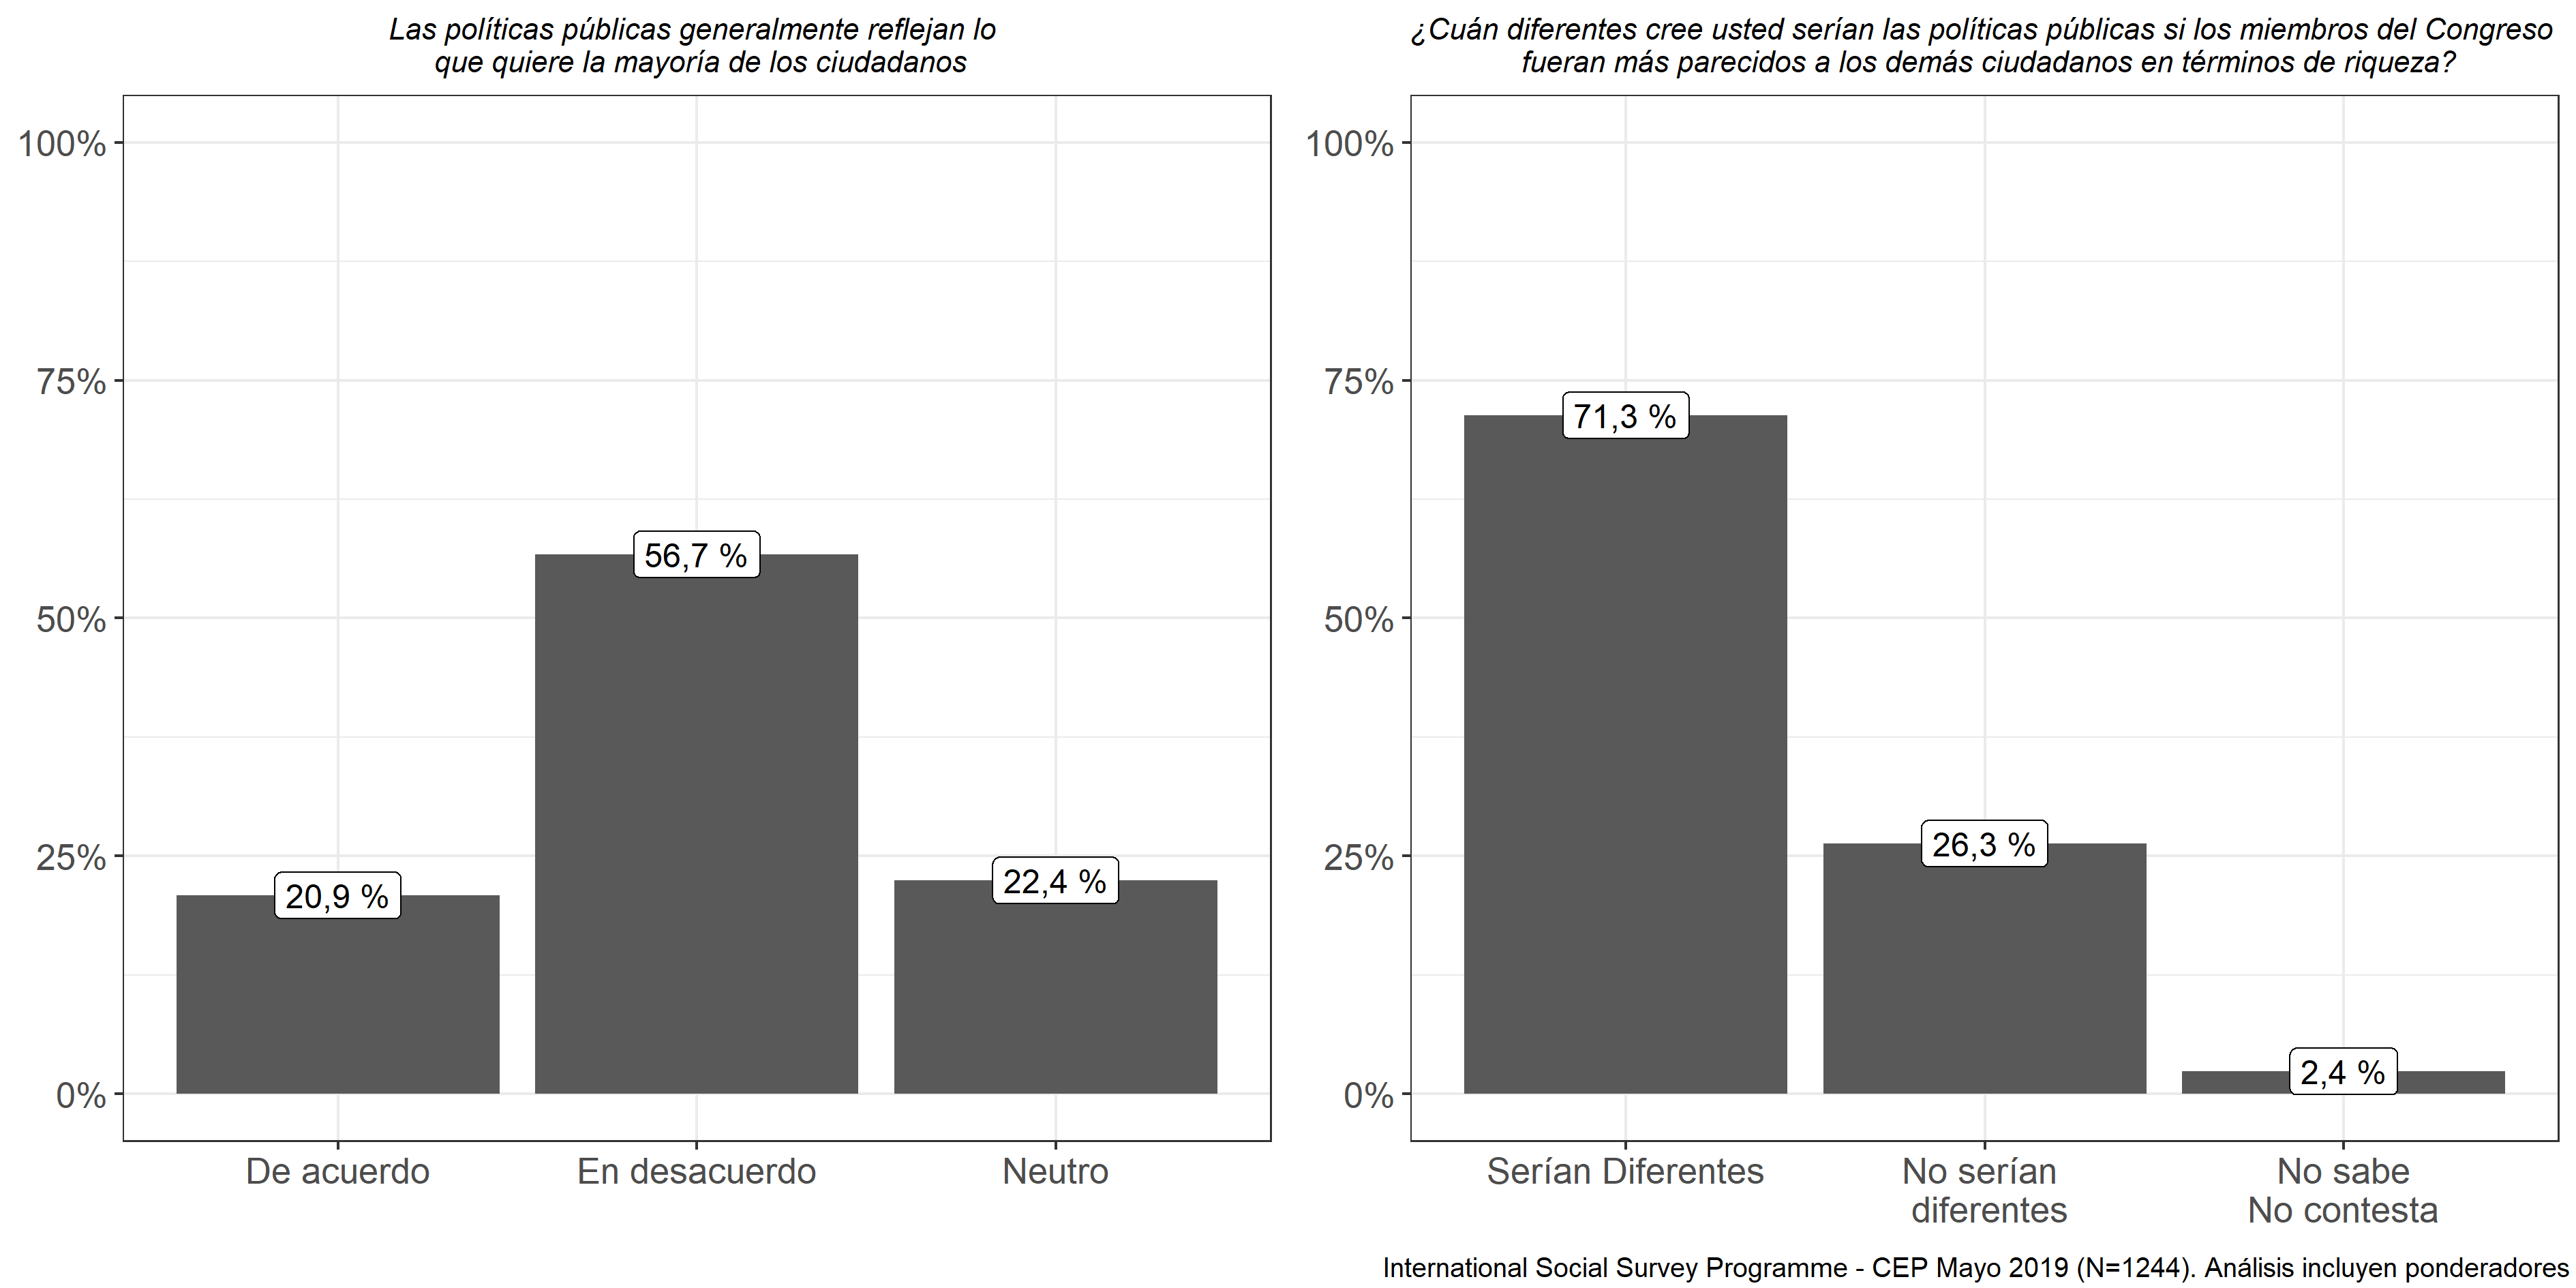 Las políticas públicas generalmente reflejan lo
que quiere la mayoría de los ciudadanos
100%
75%
50%
25%
0%
20,9 %
56,7 %
22,4 %
De acuerdo
En desacuerdo
Neutro
¿Cuán diferentes cree usted serían las políticas públicas si los miembros del Congreso
fueran más parecidos a los demás ciudadanos en términos de riqueza?
100%
75%
50%
25%
0%
71,3 %
26,3 %
2,4 %
Serían Diferentes
No serían
diferentes
No sabe
No contesta
International Social Survey Programme - CEP Mayo 2019 (N=1244). Análisis incluyen ponderadores